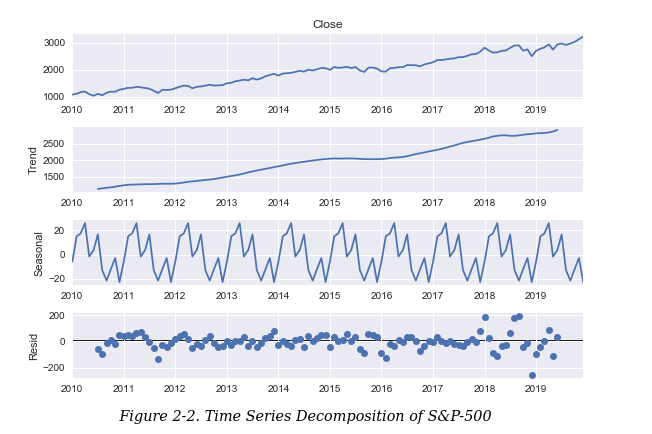 Close
3000
2000
1000
2010 2011 2012 2013 2014 2015 2016 2017 2018 2019
Trend
2500
2000
1500
2010 2011 2012 2013 2014 2015 2016 2017 2018 2019
Seasonal
20
0
−20
2010 2011 2012 2013 2014 2015 2016 2017 2018 2019
Resid
200
0
−200
2010 2011 2012 2013 2014 2015 2016 2017 2018 2019
Figure 2-2. Time Series Decomposition of S&P-500